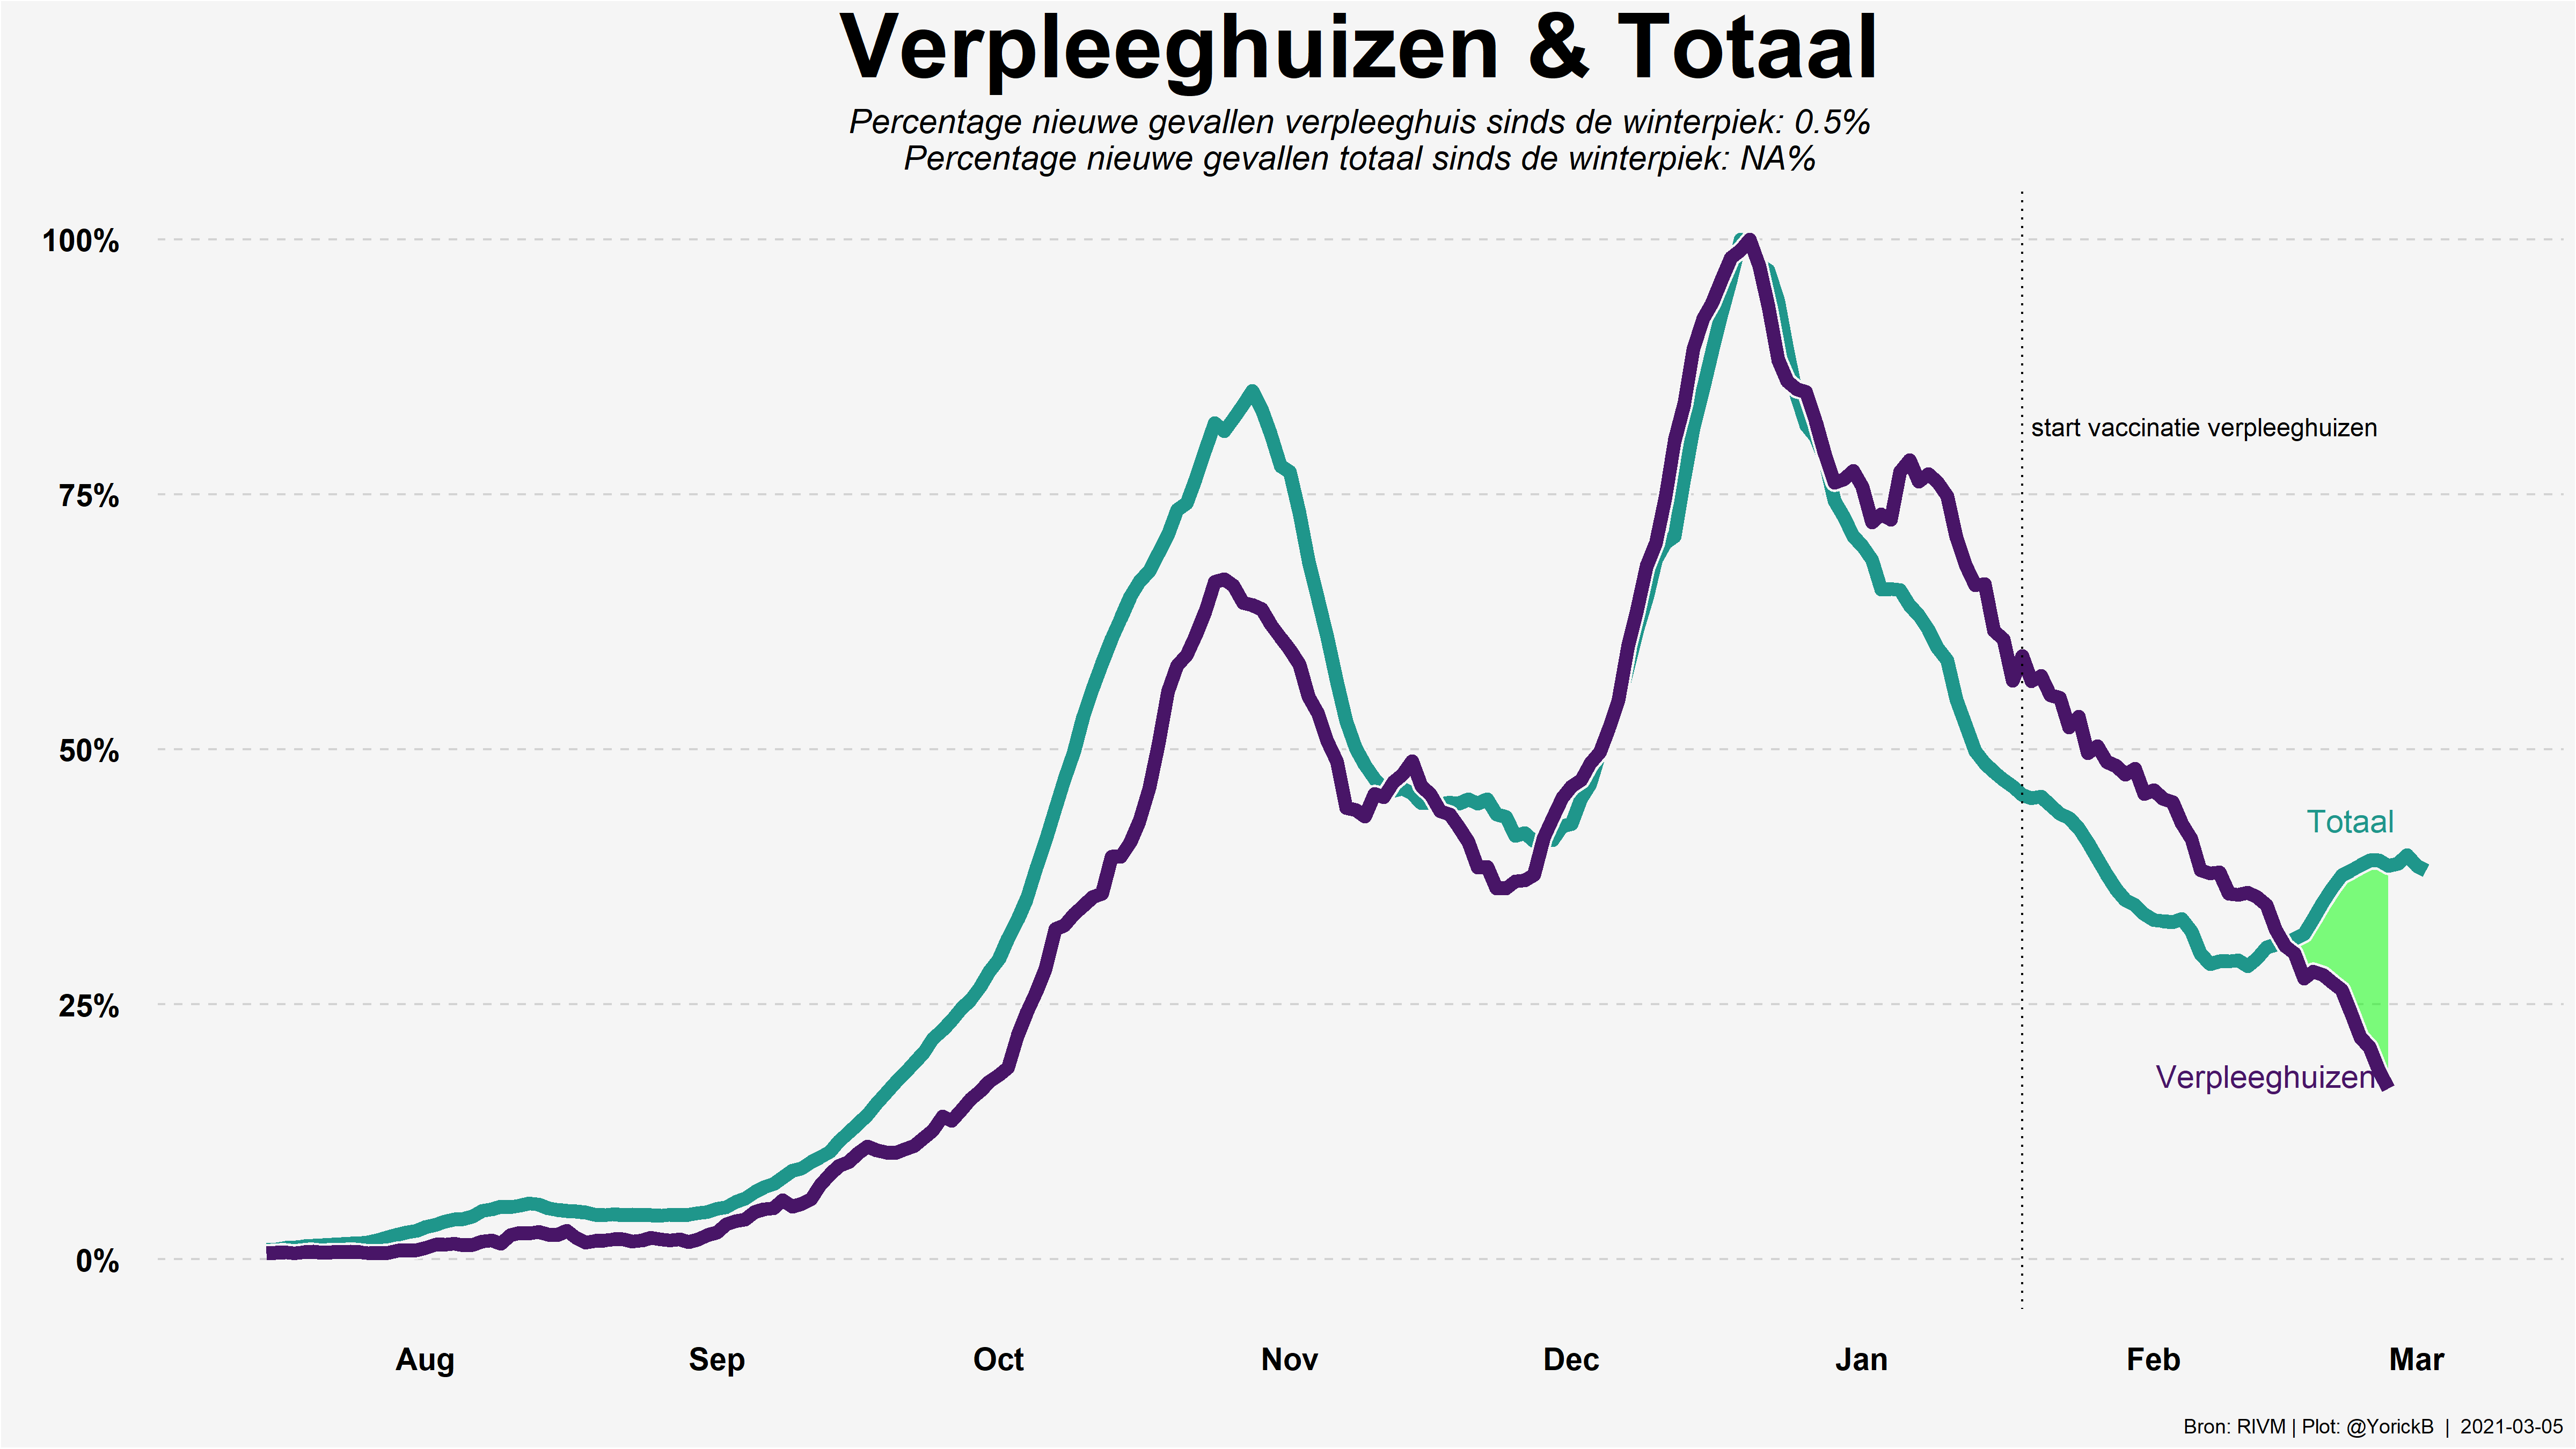 Verpleeghuizen & Totaal
Percentage nieuwe gevallen verpleeghuis sinds de winterpiek: 0.5%
Percentage nieuwe gevallen totaal sinds de winterpiek: NA%
100%
start vaccinatie verpleeghuizen
75%
50%
Totaal
25%
Verpleeghuizen
0%
Aug Sep Oct Nov Dec Jan Feb Mar
Bron: RIVM | Plot: @YorickB | 2021-03-05